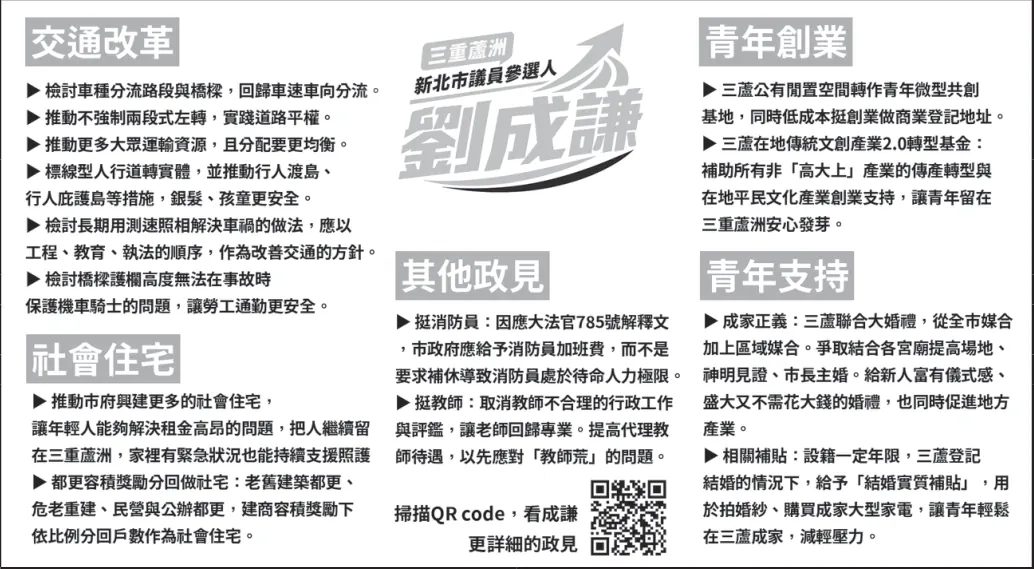 交通改革
▶ 檢討車種分流路段與橋樑，回歸車速車向分流。
▶ 推動不強制兩段式左轉，實踐道路平權。
▶ 推動更多大眾運輸資源，且分配要更均衡。
▶ 標線型人行道轉實體，並推動行人渡島、
行人庇護島等措施，銀髮、孩童更安全。
▶ 檢討長期用測速照相解決車禍的做法，應以
工程、教育、執法的順序，作為改善交通的方針。
▶ 檢討橋樑護欄高度無法在事故時
保護機車騎士的問題，讓勞工通勤更安全。
社會住宅
▶ 推動市府興建更多的社會住宅，
讓年輕人能夠解決租金高昂的問題，把人繼續留
在三重蘆洲，家裡有緊急狀況也能持續支援照護
▶ 都更容積獎勵分回做社宅：老舊建築都更、
危老重建、民營與公辦都更，建商容積獎勵下
依比例分回戶數作為社會住宅。
三重蘆洲
新北市議員參選人
劉成謙
其他政見
▶ 挺消防員：因應大法官785號解釋文
，市政府應給予消防員加班費，而不是
要求補休導致消防員處於待命人力極限。
▶ 挺教師：取消教師不合理的行政工作
與評鑑，讓老師回歸專業。提高代理教
師待遇，以先應對「教師荒」的問題。
掃描QR code，看成謙
更詳細的政見
青年創業
▶ 三蘆公有閒置空間轉作青年微型共創
基地，同時低成本挺創業做商業登記地址。
▶ 三蘆在地傳統文創產業2.0轉型基金：
補助所有非「高大上」產業的傳產轉型與
在地平民文化產業創業支持，讓青年留在
三重蘆洲安心發芽。
青年支持
▶ 成家正義：三蘆聯合大婚禮，從全市媒合
加上區域媒合。爭取結合各宮廟提高場地、
神明見證、市長主婚。給新人富有儀式感、
盛大又不需花大錢的婚禮，也同時促進地方
產業。
▶ 相關補貼：設籍一定年限，三蘆登記
結婚的情況下，給予「結婚實質補貼」，用
於拍婚紗、購買成家大型家電，讓青年輕鬆
在三蘆成家，減輕壓力。